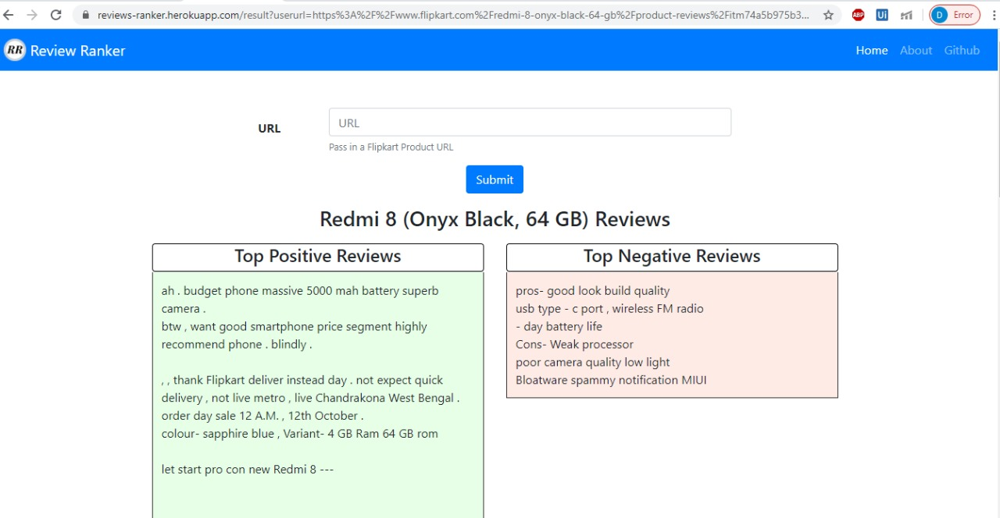 reviews-ranker.herokuapp.com/result?userurl=https%3A%2F%2Fwww.flipkart.com%2Fredmi-8-onyx-black-64-gb%2Fproduct-reviews%2Fitm74a5b975b3...
ABP
Ui
D Error
RR Review Ranker
Home About Github
URL
URL
Pass in a Flipkart Product URL
Submit
Redmi 8 (Onyx Black, 64 GB) Reviews
Top Positive Reviews
ah . budget phone massive 5000 mah battery superb
camera .
btw , want good smartphone price segment highly
recommend phone . blindly .
, , thank Flipkart deliver instead day . not expect quick
delivery , not live metro , live Chandrakona West Bengal .
order day sale 12 A.M. , 12th October .
colour- sapphire blue , Variant- 4 GB Ram 64 GB rom
let start pro con new Redmi 8 ---
Top Negative Reviews
pros- good look build quality
usb type - c port , wireless FM radio
- day battery life
Cons- Weak processor
poor camera quality low light
Bloatware spammy notification MIUI